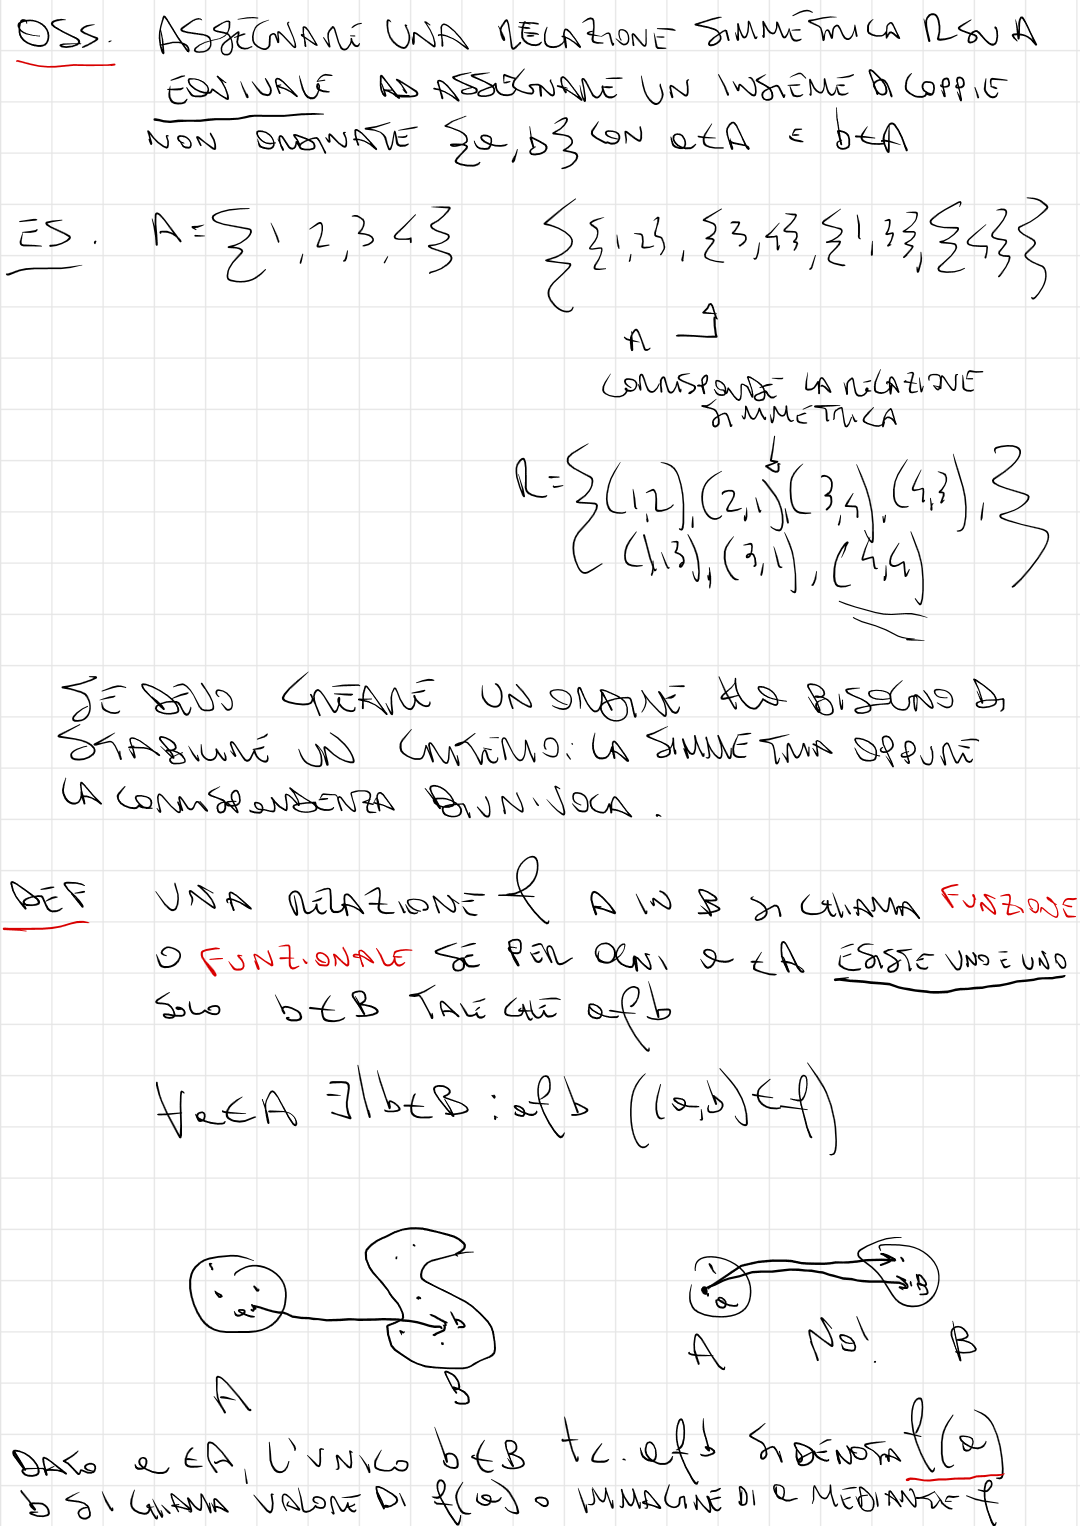 OSS. ASSEGNARE UNA RELAZIONE SIMMETRICA R SU A
EQUIVALE AD ASSEGNARE UN INSIEME DI COPPIE
NON ORDINATE {a,b} CON a∈A E b∈A
ES. A={1,2,3,4} {{1,2},{3,4},{1,3},{4}}
A
CORRISPONDE LA RELAZIONE
SIMMETRICA
R={(1,2),(2,1),(3,4),(4,3),
(1,3),(3,1),(4,4)}
SE DEVO CREARE UN ORDINE HO BISOGNO DI
STABILIRE UN CRITERIO: LA SIMMETRIA OPPURE
LA CORRISPONDENZA BIUNIVOCA.
DEF UNA RELAZIONE f A IN B SI CHIAMA FUNZIONE
O FUNZIONALE SE PER OGNI a∈A ESISTE UNO E UNO
SOLO b∈B TALE CHE afb
∀a∈A ∃|b∈B : afb ((a,b)∈f)
a b a B
A B A No! B
DATO a∈A, L'UNICO b∈B tc. afb SI DENOTA f(a)
b SI CHIAMA VALORE DI f(a) o IMMAGINE DI a MEDIANTE f